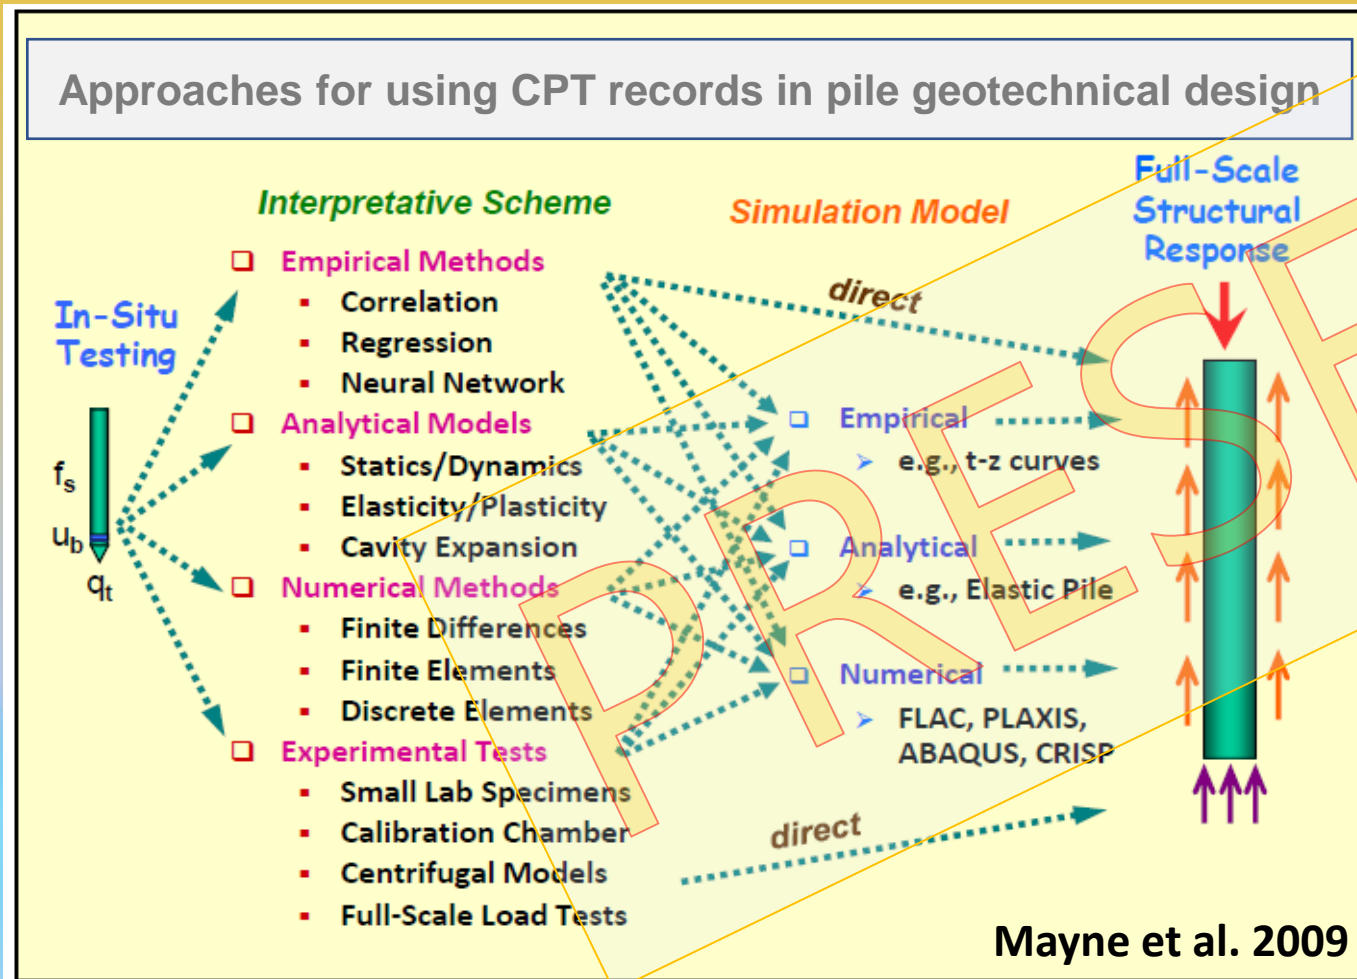 Approaches for using CPT records in pile geotechnical design
Interpretative Scheme
Simulation Model
Full-Scale
Structural
Response
In-Situ
Testing
fs
ub
qt
❑ Empirical Methods
▪ Correlation
▪ Regression
▪ Neural Network
❑ Analytical Models
▪ Statics/Dynamics
▪ Elasticity/Plasticity
▪ Cavity Expansion
❑ Numerical Methods
▪ Finite Differences
▪ Finite Elements
▪ Discrete Elements
❑ Experimental Tests
▪ Small Lab Specimens
▪ Calibration Chamber
▪ Centrifugal Models
▪ Full-Scale Load Tests
direct
❑ Empirical
➢ e.g., t-z curves
❑ Analytical
➢ e.g., Elastic Pile
❑ Numerical
➢ FLAC, PLAXIS,
ABAQUS, CRISP
direct
Mayne et al. 2009